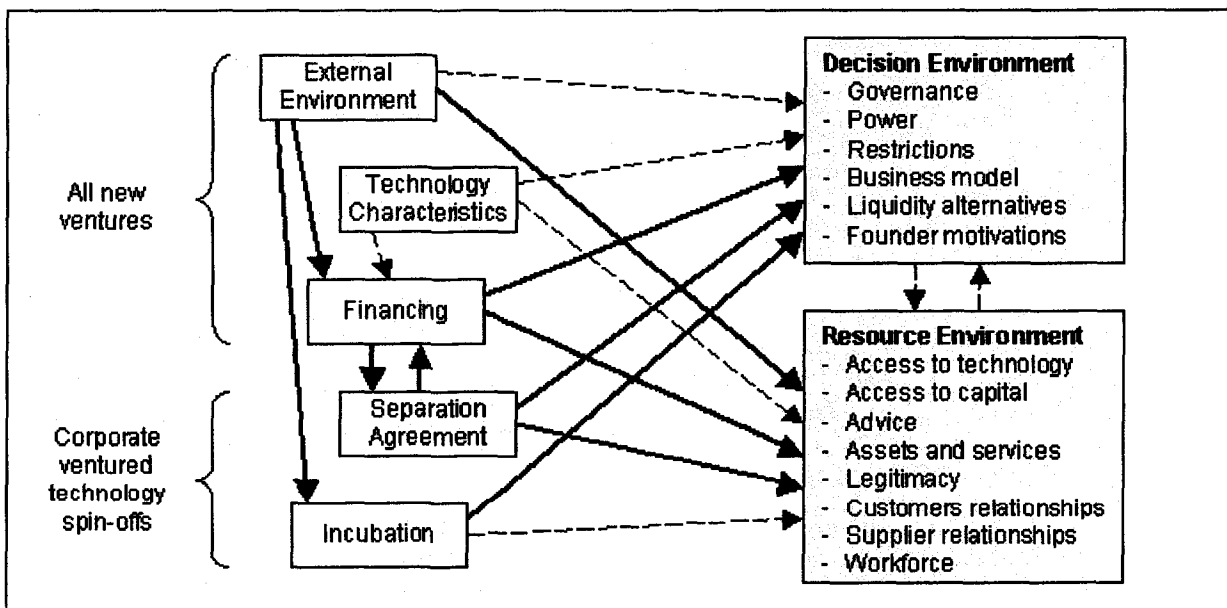 All new
ventures
Corporate
ventured
technology
spin-offs
External
Environment
Technology
Characteristics
Financing
Separation
Agreement
Incubation
Decision Environment
- Governance
- Power
- Restrictions
- Business model
- Liquidity alternatives
- Founder motivations
Resource Environment
- Access to technology
- Access to capital
- Advice
- Assets and services
- Legitimacy
- Customers relationships
- Supplier relationships
- Workforce